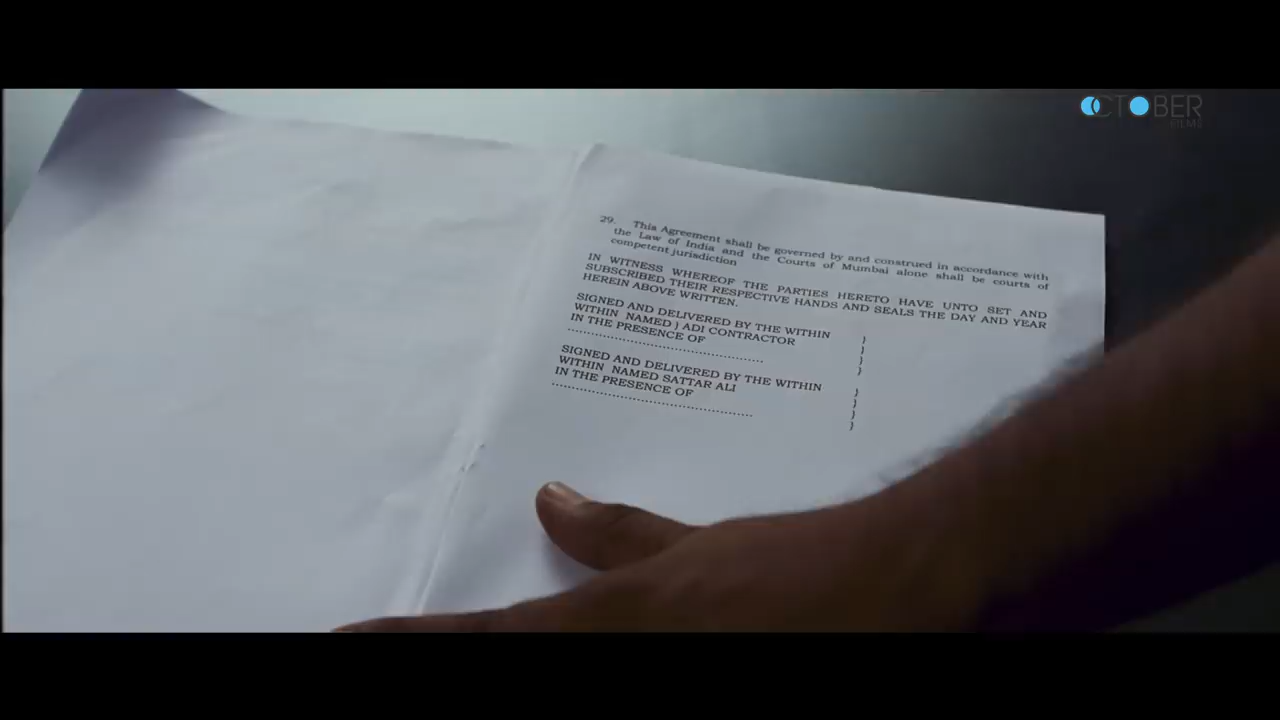 OCTOBER
FILMS
29. This Agreement shall be governed by and construed in accordance with
the Law of India and the Courts of Mumbai alone shall be courts of
competent jurisdiction
IN WITNESS WHEREOF THE PARTIES HERETO HAVE UNTO SET AND
SUBSCRIBED THEIR RESPECTIVE HANDS AND SEALS THE DAY AND YEAR
HEREIN ABOVE WRITTEN.
SIGNED AND DELIVERED BY THE WITHIN }
WITHIN NAMED ) ADI CONTRACTOR }
IN THE PRESENCE OF }
........................................................ }
SIGNED AND DELIVERED BY THE WITHIN }
WITHIN NAMED SATTAR ALI }
IN THE PRESENCE OF }
........................................................ }